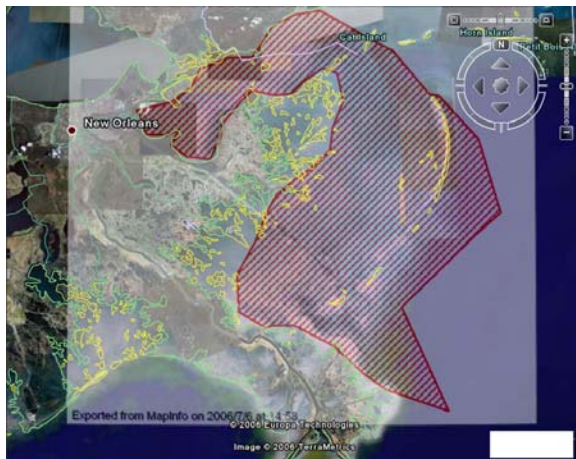 Cat Island
Horn Island
Petit Bois
N
New Orleans
Exported from MapInfo on 2006/7/6 at 14:53
© 2006 Europa Technologies
Image © 2006 TerraMetrics